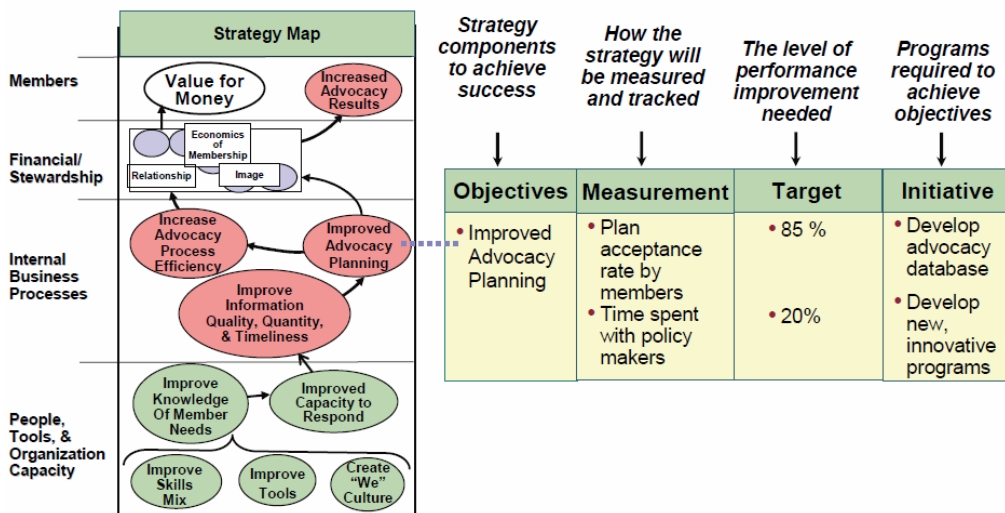 Strategy Map
Members
Value for
Money
Increased
Advocacy
Results
Financial/
Stewardship
Economics
of
Membership
Relationship
Image
Internal
Business
Processes
Increase
Advocacy
Process
Efficiency
Improved
Advocacy
Planning
Improve
Information
Quality, Quantity,
& Timeliness
People,
Tools, &
Organization
Capacity
Improve
Knowledge
Of Member
Needs
Improved
Capacity to
Respond
Improve
Skills
Mix
Improve
Tools
Create
“We”
Culture
Strategy
components
to achieve
success
How the
strategy will
be measured
and tracked
The level of
performance
improvement
needed
Programs
required to
achieve
objectives
Objectives
Measurement
Target
Initiative
• Improved
Advocacy
Planning
• Plan
acceptance
rate by
members
• Time spent
with policy
makers
• 85 %
• 20%
• Develop
advocacy
database
• Develop
new,
innovative
programs